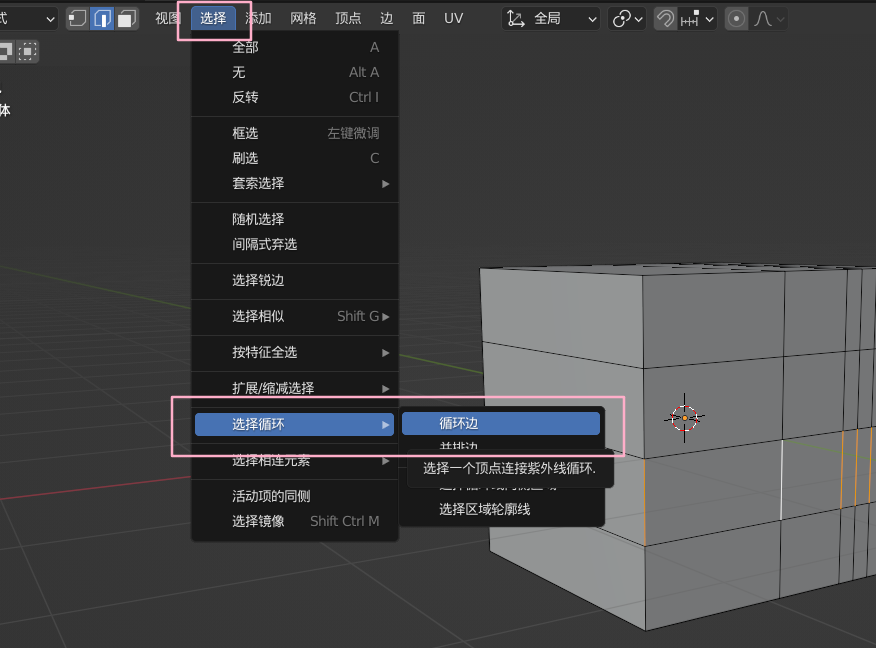 式 视图 选择 添加 网格 顶点 边 面 UV 全局
体
全部 A
无 Alt A
反转 Ctrl I
框选 左键微调
刷选 C
套索选择
随机选择
间隔式弃选
选择锐边
选择相似 Shift G
按特征全选
扩展/缩减选择
选择循环
循环边
并排边
选择一个顶点连接紫外线循环.
选择相连元素
选择区域轮廓线
活动项的同侧
选择镜像 Shift Ctrl M